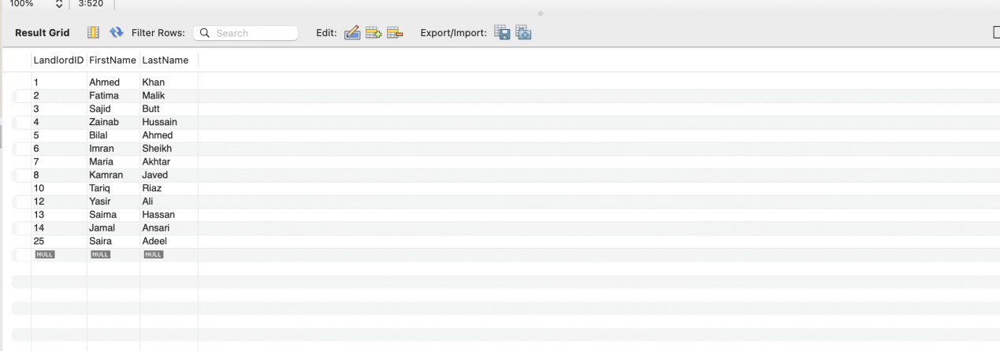 100% 3:520
Result Grid Filter Rows: Search Edit: Export/Import:
LandlordID FirstName LastName
1 Ahmed Khan
2 Fatima Malik
3 Sajid Butt
4 Zainab Hussain
5 Bilal Ahmed
6 Imran Sheikh
7 Maria Akhtar
8 Kamran Javed
10 Tariq Riaz
12 Yasir Ali
13 Saima Hassan
14 Jamal Ansari
25 Saira Adeel
NULL NULL NULL